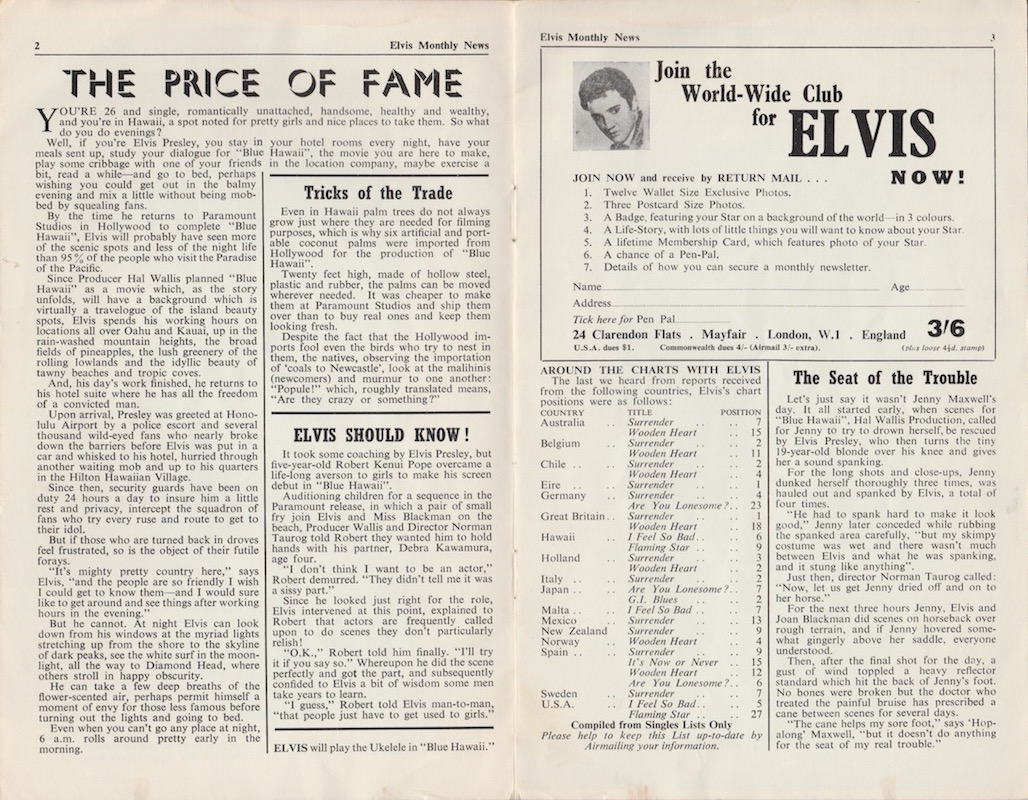 2
Elvis Monthly News
THE PRICE OF FAME
YOU'RE 26 and single, romantically unattached, handsome, healthy and wealthy,
and you're in Hawaii, a spot noted for pretty girls and nice places to take them. So what
do you do evenings?
Well, if you're Elvis Presley, you stay in your hotel rooms every night, have your
meals sent up, study your dialogue for "Blue Hawaii", the movie you are here to make,
play some cribbage with one of your friends in the location company, maybe exercise a
bit, read a while—and go to bed, perhaps
wishing you could get out in the balmy
evening and mix a little without being mob-
bed by squealing fans.
By the time he returns to Paramount
Studios in Hollywood to complete "Blue
Hawaii", Elvis will probably have seen more
of the scenic spots and less of the night life
than 95% of the people who visit the Paradise
of the Pacific.
Since Producer Hal Wallis planned "Blue
Hawaii" as a movie which, as the story
unfolds, will have a background which is
virtually a travelogue of the island beauty
spots, Elvis spends his working hours on
locations all over Oahu and Kauai, up in the
rain-washed mountain heights, the broad
fields of pineapples, the lush greenery of the
rolling lowlands and the idyllic beauty of
tawny beaches and tropic coves.
And, his day's work finished, he returns to
his hotel suite where he has all the freedom
of a convicted man.
Upon arrival, Presley was greeted at Hono-
lulu Airport by a police escort and several
thousand wild-eyed fans who nearly broke
down the barriers before Elvis was put in a
car and whisked to his hotel, hurried through
another waiting mob and up to his quarters
in the Hilton Hawaiian Village.
Since then, security guards have been on
duty 24 hours a day to insure him a little
rest and privacy, intercept the squadron of
fans who try every ruse and route to get to
their idol.
But if those who are turned back in droves
feel frustrated, so is the object of their futile
forays.
"It's mighty pretty country here," says
Elvis, "and the people are so friendly I wish
I could get to know them—and I would sure
like to get around and see things after working
hours in the evening."
But he cannot. At night Elvis can look
down from his windows at the myriad lights
stretching up from the shore to the skyline
of dark peaks, see the white surf in the moon-
light, all the way to Diamond Head, where
others stroll in happy obscurity.
He can take a few deep breaths of the
flower-scented air, perhaps permit himself a
moment of envy for those less famous before
turning out the lights and going to bed.
Even when you can't go any place at night,
6 a.m. rolls around pretty early in the
morning.
Tricks of the Trade
Even in Hawaii palm trees do not always
grow just where they are needed for filming
purposes, which is why six artificial and port-
able coconut palms were imported from
Hollywood for the production of "Blue
Hawaii".
Twenty feet high, made of hollow steel,
plastic and rubber, the palms can be moved
wherever needed. It was cheaper to make
them at Paramount Studios and ship them
over than to buy real ones and keep them
looking fresh.
Despite the fact that the Hollywood im-
ports fool even the birds who try to nest in
them, the natives, observing the importation
of 'coals to Newcastle', look at the malihinis
(newcomers) and murmur to one another:
"Popule!" which, roughly translated means,
"Are they crazy or something?"
ELVIS SHOULD KNOW!
It took some coaching by Elvis Presley, but
five-year-old Robert Kenui Pope overcame a
life-long averson to girls to make his screen
debut in "Blue Hawaii".
Auditioning children for a sequence in the
Paramount release, in which a pair of small
fry join Elvis and Miss Blackman on the
beach, Producer Wallis and Director Norman
Taurog told Robert they wanted him to hold
hands with his partner, Debra Kawamura,
age four.
"I don't think I want to be an actor,"
Robert demurred. "They didn't tell me it was
a sissy part."
Since he looked just right for the role,
Elvis intervened at this point, explained to
Robert that actors are frequently called
upon to do scenes they don't particularly
relish!
"O.K.," Robert told him finally. "I'll try
it if you say so." Whereupon he did the scene
perfectly and got the part, and subsequently
confided to Elvis a bit of wisdom some men
take years to learn.
"I guess," Robert told Elvis man-to-man,
"that people just have to get used to girls."
ELVIS will play the Ukelele in "Blue Hawaii."
Elvis Monthly News
3
Join the
World-Wide Club
for ELVIS
NOW!
JOIN NOW and receive by RETURN MAIL . . .
1. Twelve Wallet Size Exclusive Photos.
2. Three Postcard Size Photos.
3. A Badge, featuring your Star on a background of the world—in 3 colours.
4. A Life-Story, with lots of little things you will want to know about your Star.
5. A lifetime Membership Card, which features photo of your Star.
6. A chance of a Pen-Pal.
7. Details of how you can secure a monthly newsletter.
Name Age
Address
Tick here for Pen Pal
24 Clarendon Flats . Mayfair . London, W.1 . England 3/6
U.S.A. dues $1. Commonwealth dues 4/- (Airmail 3/- extra). (plus loose 4½d. stamp)
AROUND THE CHARTS WITH ELVIS
The last we heard from reports received
from the following countries, Elvis's chart
positions were as follows:
COUNTRY TITLE POSITION
Australia .. Surrender .. .. 7
Wooden Heart .. 15
Belgium .. Surrender .. .. 2
Wooden Heart .. 11
Chile .. .. Surrender .. .. 2
Wooden Heart .. 4
Eire .. .. Surrender .. .. 1
Germany .. Surrender .. .. 4
Are You Lonesome?.. 23
Great Britain .. Surrender .. .. 1
Wooden Heart .. 18
Hawaii .. I Feel So Bad .. .. 6
Flaming Star .. .. 9
Holland .. Surrender .. .. 3
Wooden Heart .. 2
Italy .. .. Surrender .. .. 2
Japan .. .. Are You Lonesome?.. 7
G.I. Blues .. .. 2
Malta .. .. I Feel So Bad .. .. 7
Mexico .. Surrender .. .. 13
New Zealand Surrender .. .. 9
Norway .. Wooden Heart .. 4
Spain .. .. Surrender .. .. 9
It's Now or Never .. 15
Wooden Heart .. 12
Are You Lonesome?.. 6
Sweden .. Surrender .. .. 7
U.S.A. .. I Feel So Bad .. .. 5
Flaming Star .. .. 27
Compiled from Singles Lists Only
Please help to keep this List up-to-date by
Airmailing your information.
The Seat of the Trouble
Let's just say it wasn't Jenny Maxwell's
day. It all started early, when scenes for
"Blue Hawaii", Hal Wallis Production, called
for Jenny to try to drown herself, be rescued
by Elvis Presley, who then turns the tiny
19-year-old blonde over his knee and gives
her a sound spanking.
For the long shots and close-ups, Jenny
dunked herself thoroughly three times, was
hauled out and spanked by Elvis, a total of
four times.
"He had to spank hard to make it look
good," Jenny later conceded while rubbing
the spanked area carefully, "but my skimpy
costume was wet and there wasn't much
between Elvis and what he was spanking,
and it stung like anything".
Just then, director Norman Taurog called:
"Now, let us get Jenny dried off and on to
her horse."
For the next three hours Jenny, Elvis and
Joan Blackman did scenes on horseback over
rough terrain, and if Jenny hovered some-
what gingerly above her saddle, everyone
understood.
Then, after the final shot for the day, a
gust of wind toppled a heavy reflector
standard which hit the back of Jenny's foot.
No bones were broken but the doctor who
treated the painful bruise has prescribed a
cane between scenes for several days.
"The cane helps my sore foot," says 'Hop-
along' Maxwell, "but it doesn't do anything
for the seat of my real trouble."